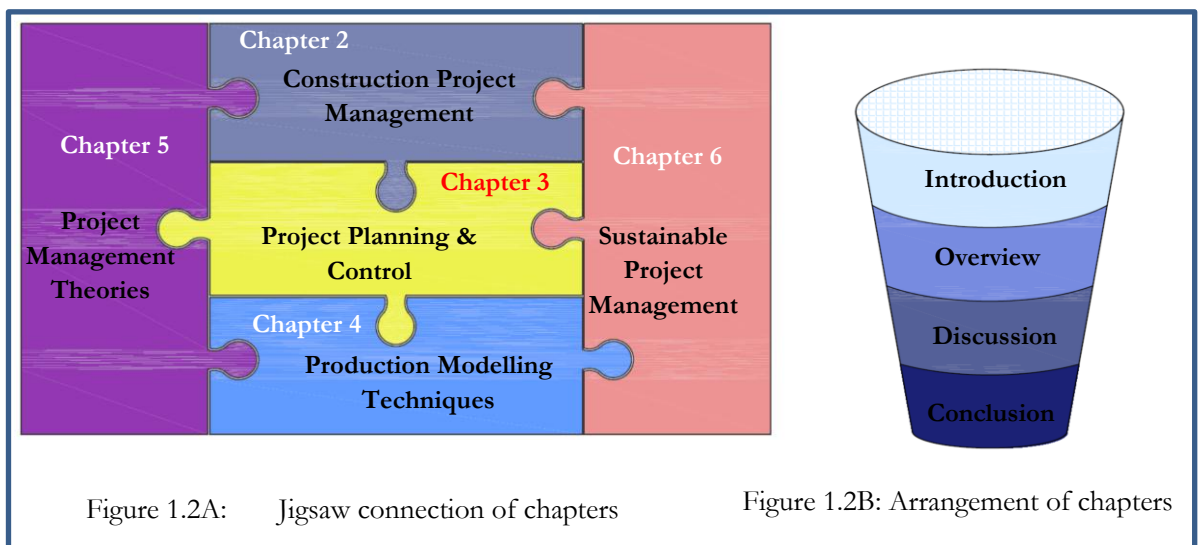 Chapter 2
Construction Project
Management
Chapter 5
Project
Management
Theories
Chapter 3
Project Planning &
Control
Chapter 6
Sustainable
Project
Management
Chapter 4
Production Modelling
Techniques
Introduction
Overview
Discussion
Conclusion
Figure 1.2A: Jigsaw connection of chapters
Figure 1.2B: Arrangement of chapters